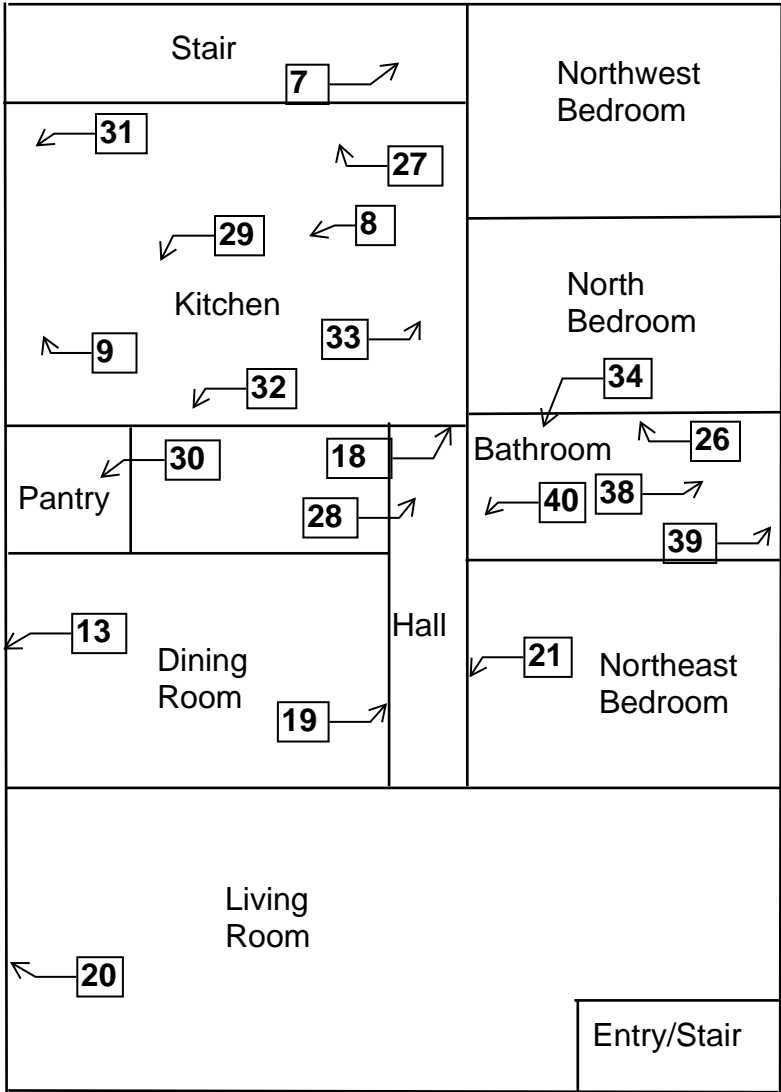 Stair
7
Northwest
Bedroom
31
27
8
29
Kitchen
North
Bedroom
33
9
34
32
26
Bathroom
18
30
Pantry
38
40
28
39
Hall
13
Dining
Room
21
Northeast
Bedroom
19
Living
Room
20
Entry/Stair